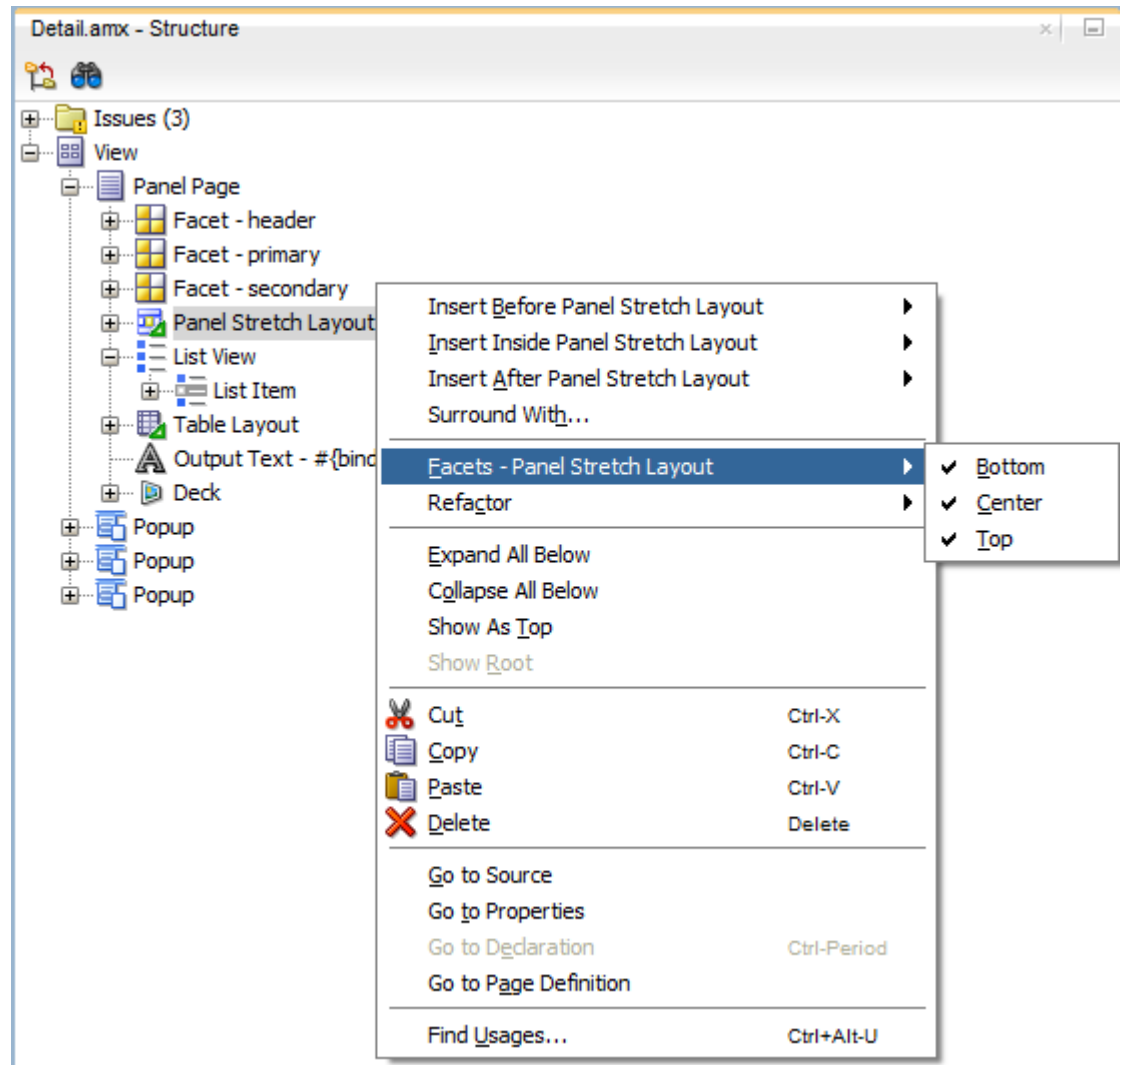 Detail.amx - Structure
Issues (3)
View
Panel Page
Facet - header
Facet - primary
Facet - secondary
Panel Stretch Layout
List View
List Item
Table Layout
Output Text - #{bind
Deck
Popup
Popup
Popup
Insert Before Panel Stretch Layout
Insert Inside Panel Stretch Layout
Insert After Panel Stretch Layout
Surround With...
Facets - Panel Stretch Layout
Refactor
Bottom
Center
Top
Expand All Below
Collapse All Below
Show As Top
Show Root
Cut Ctrl-X
Copy Ctrl-C
Paste Ctrl-V
Delete Delete
Go to Source
Go to Properties
Go to Declaration Ctrl-Period
Go to Page Definition
Find Usages... Ctrl+Alt-U